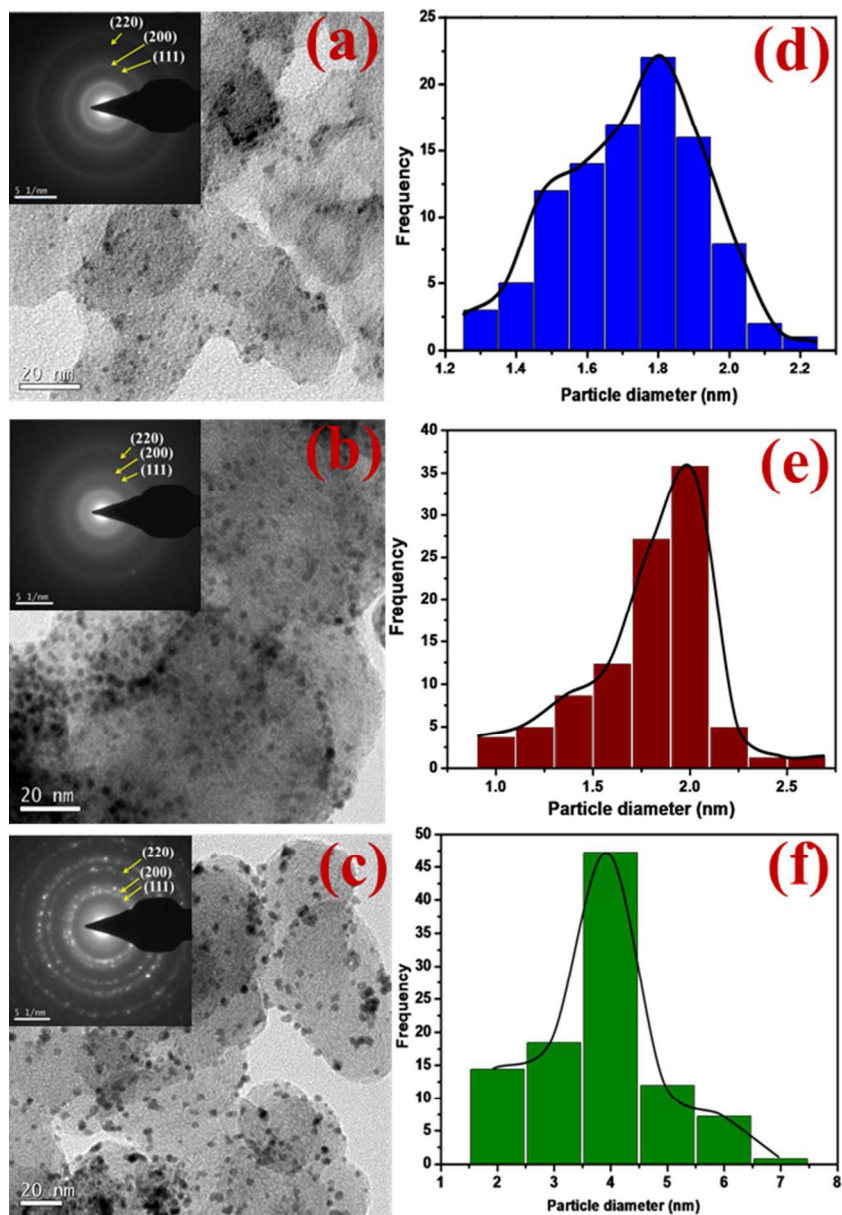 (220)
(200)
(111)
(a)
5 1/nm
20 nm
(d)
25
20
15
10
5
0
Frequency
1.2 1.4 1.6 1.8 2.0 2.2
Particle diameter (nm)
(220)
(200)
(111)
(b)
5 1/nm
20 nm
(e)
40
35
30
25
20
15
10
5
0
Frequency
1.0 1.5 2.0 2.5
Particle diameter (nm)
(220)
(200)
(111)
(c)
5 1/nm
20 nm
(f)
50
45
40
35
30
25
20
15
10
5
0
Frequency
1 2 3 4 5 6 7 8
Particle diameter (nm)